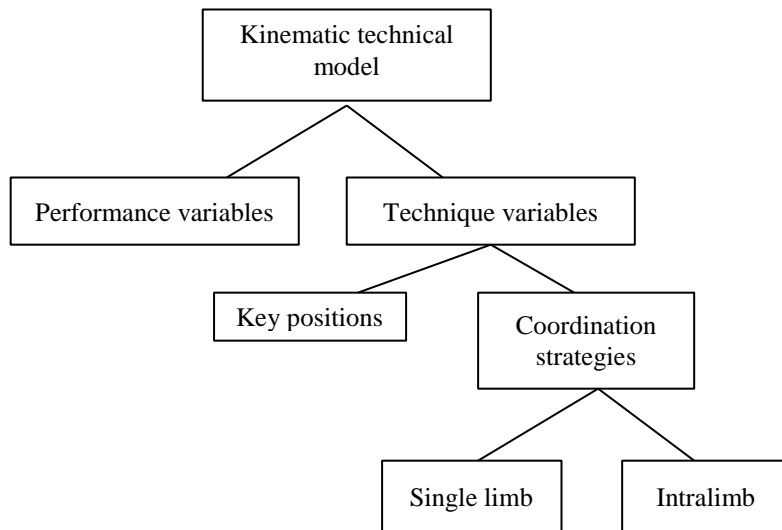 Kinematic technical
model
Performance variables
Technique variables
Key positions
Coordination
strategies
Single limb
Intralimb